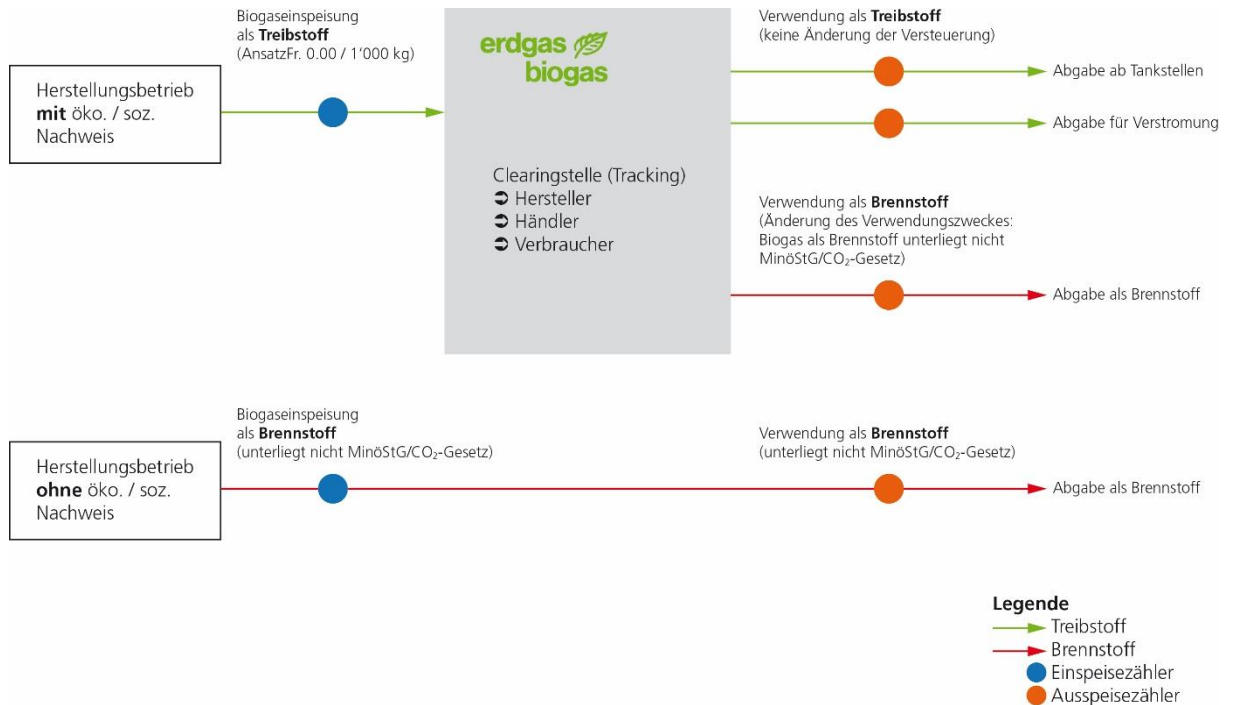 Biogaseinspeisung
als Treibstoff
(AnsatzFr. 0.00 / 1'000 kg)
Herstellungsbetrieb
mit öko. / soz.
Nachweis
erdgas
biogas
Clearingstelle (Tracking)
➲ Hersteller
➲ Händler
➲ Verbraucher
Verwendung als Treibstoff
(keine Änderung der Versteuerung)
Abgabe ab Tankstellen
Abgabe für Verstromung
Verwendung als Brennstoff
(Änderung des Verwendungszweckes:
Biogas als Brennstoff unterliegt nicht
MinöStG/CO₂-Gesetz)
Abgabe als Brennstoff
Biogaseinspeisung
als Brennstoff
(unterliegt nicht MinöStG/CO₂-Gesetz)
Herstellungsbetrieb
ohne öko. / soz.
Nachweis
Verwendung als Brennstoff
(unterliegt nicht MinöStG/CO₂-Gesetz)
Abgabe als Brennstoff
Legende
Treibstoff
Brennstoff
Einspeisezähler
Ausspeisezähler